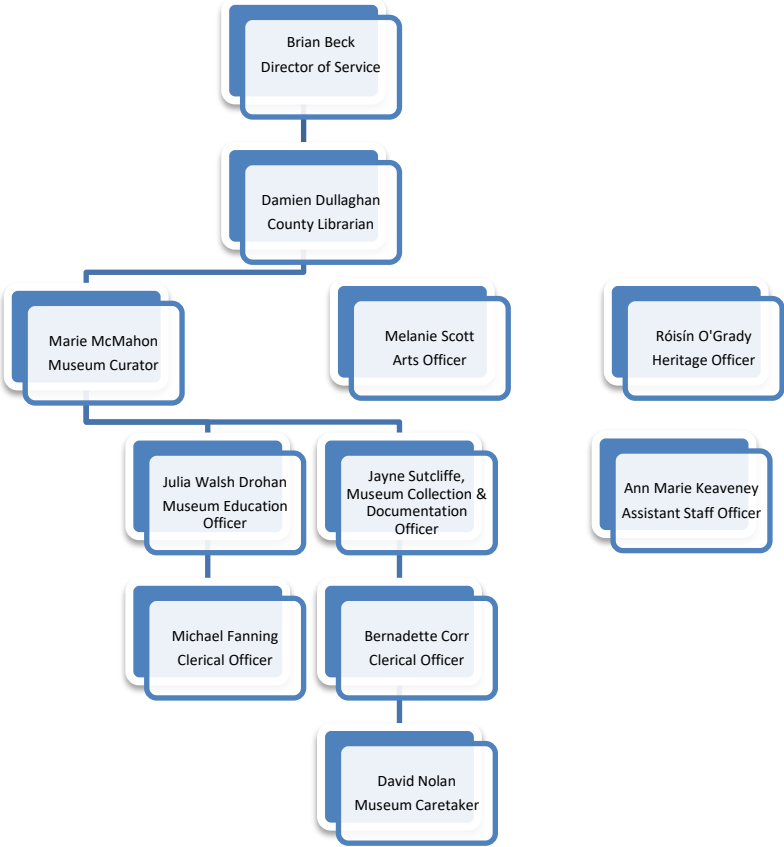 Brian Beck
Director of Service
Damien Dullaghan
County Librarian
Marie McMahon
Museum Curator
Melanie Scott
Arts Officer
Róisín O'Grady
Heritage Officer
Julia Walsh Drohan
Museum Education
Officer
Jayne Sutcliffe,
Museum Collection &
Documentation
Officer
Ann Marie Keaveney
Assistant Staff Officer
Michael Fanning
Clerical Officer
Bernadette Corr
Clerical Officer
David Nolan
Museum Caretaker